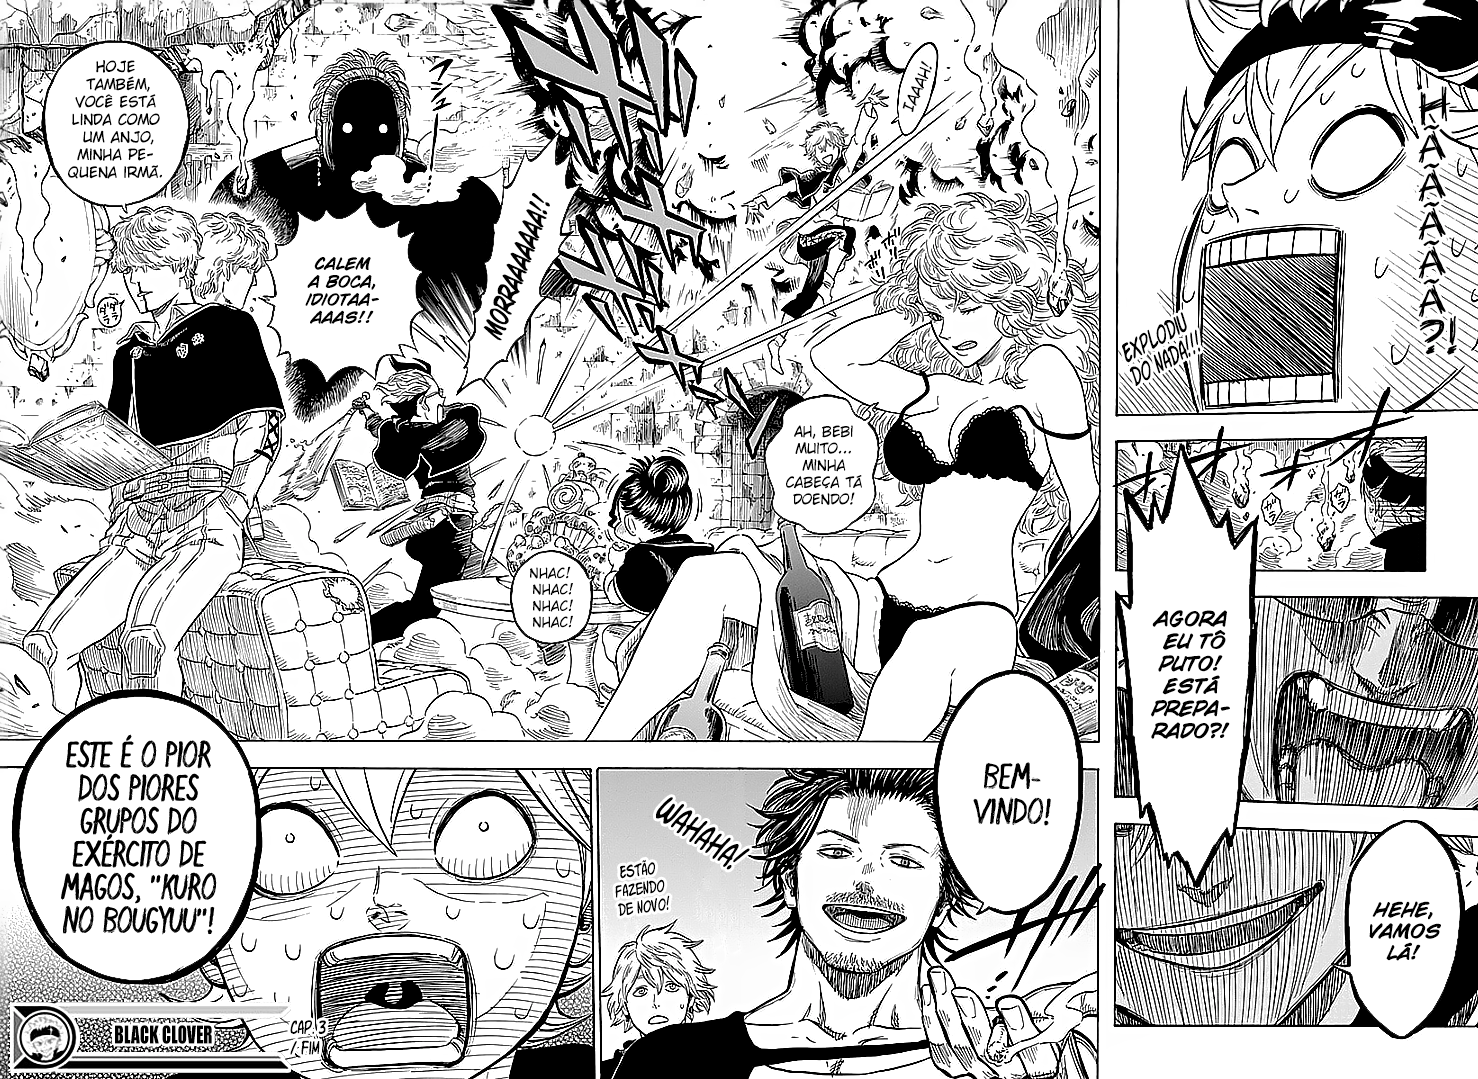 HÃÃÃÃÃÃ?!
EXPLODIU
DO NADA!!!
AGORA
EU TÔ
PUTO!
ESTÁ
PREPA-
RADO?!
HEHE,
VAMOS
LÁ!
IAAAH!
MORRAAAAAAA!!
CALEM
A BOCA,
IDIOTAA-
AAAS!!
HOJE
TAMBÉM,
VOCÊ ESTÁ
LINDA COMO
UM ANJO,
MINHA PE-
QUENA IRMÃ.
AH, BEBI
MUITO...
MINHA
CABEÇA TÁ
DOENDO!
NHAC!
NHAC!
NHAC!
NHAC!
BEM-
VINDO!
WAHAHA!
ESTÃO
FAZENDO
DE NOVO!
ESTE É O PIOR
DOS PIORES
GRUPOS DO
EXÉRCITO DE
MAGOS, "KURO
NO BOUGYUU"!
BLACK CLOVER
CAP. 3
/ FIM